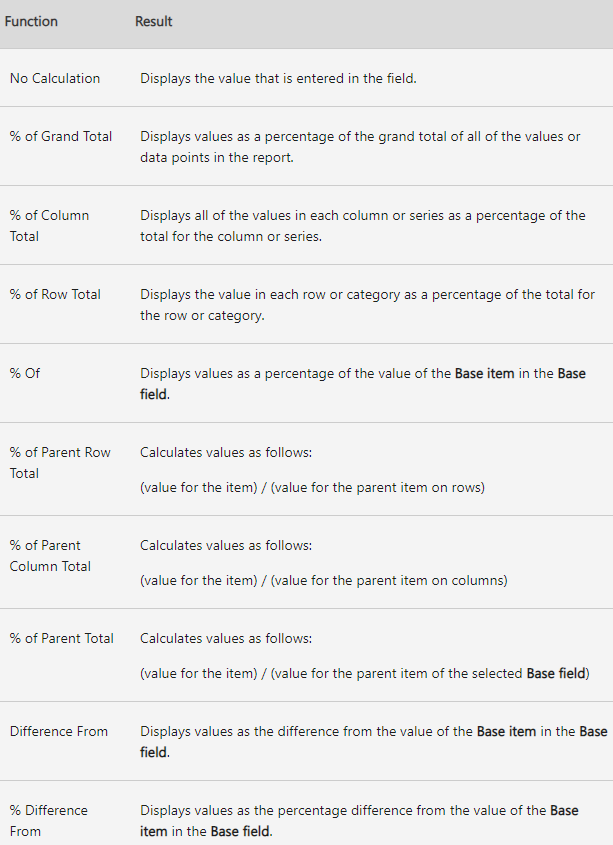 Function Result
No Calculation Displays the value that is entered in the field.
% of Grand Total Displays values as a percentage of the grand total of all of the values or
data points in the report.
% of Column Displays all of the values in each column or series as a percentage of the
Total total for the column or series.
% of Row Total Displays the value in each row or category as a percentage of the total for
the row or category.
% Of Displays values as a percentage of the value of the Base item in the Base
field.
% of Parent Row Calculates values as follows:
Total
(value for the item) / (value for the parent item on rows)
% of Parent Calculates values as follows:
Column Total
(value for the item) / (value for the parent item on columns)
% of Parent Total Calculates values as follows:
(value for the item) / (value for the parent item of the selected Base field)
Difference From Displays values as the difference from the value of the Base item in the Base
field.
% Difference Displays values as the percentage difference from the value of the Base
From item in the Base field.